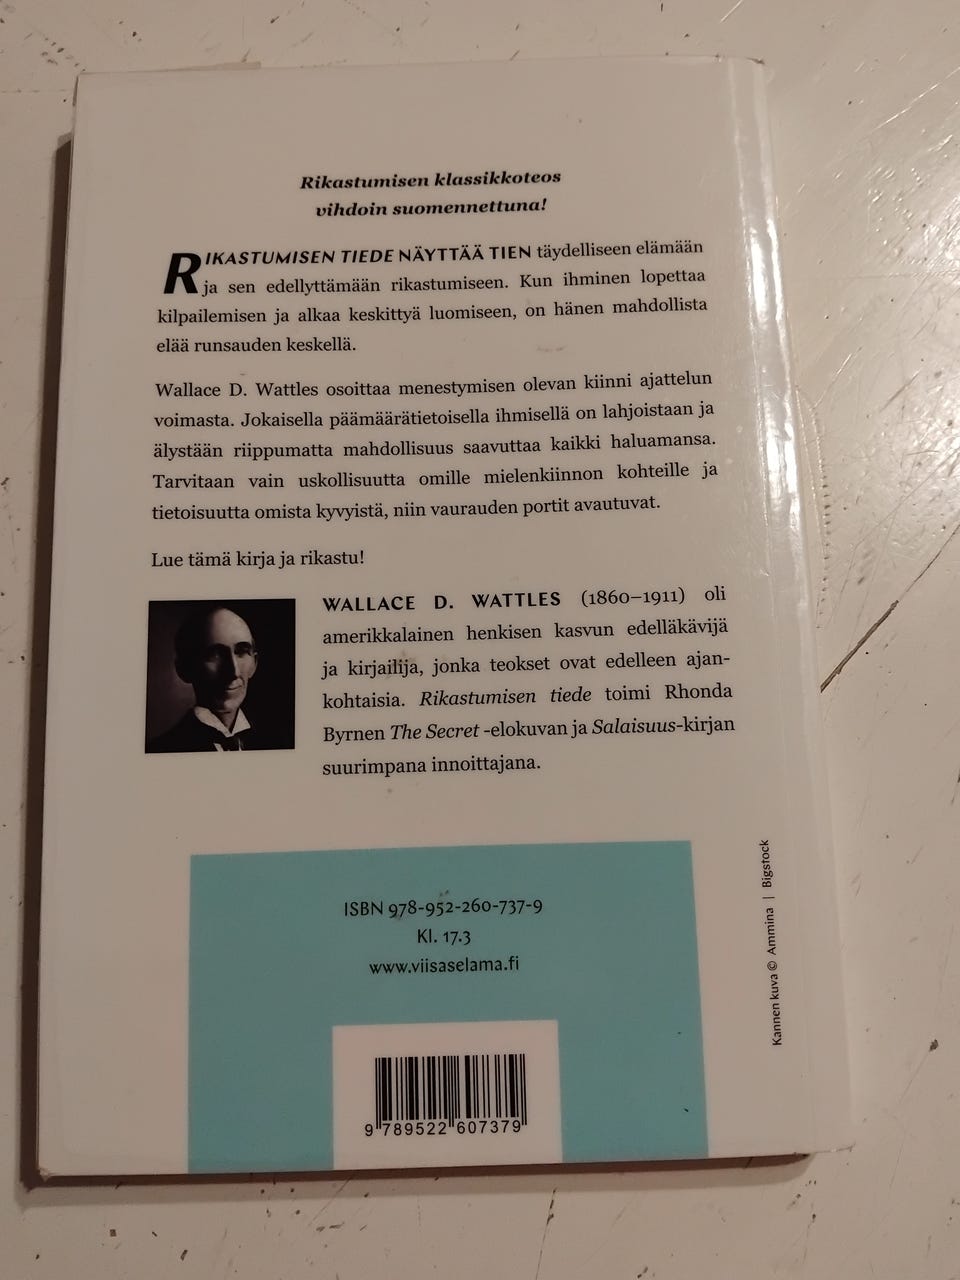 Rikastumisen klassikkoteos
vihdoin suomennettuna!
RIKASTUMISEN TIEDE NÄYTTÄÄ TIEN täydelliseen elämään
ja sen edellyttämään rikastumiseen. Kun ihminen lopettaa
kilpailemisen ja alkaa keskittyä luomiseen, on hänen mahdollista
elää runsauden keskellä.
Wallace D. Wattles osoittaa menestymisen olevan kiinni ajattelun
voimasta. Jokaisella päämäärätietoisella ihmisellä on lahjoistaan ja
älystään riippumatta mahdollisuus saavuttaa kaikki haluamansa.
Tarvitaan vain uskollisuutta omille mielenkiinnon kohteille ja
tietoisuutta omista kyvyistä, niin vaurauden portit avautuvat.
Lue tämä kirja ja rikastu!
WALLACE D. WATTLES (1860–1911) oli
amerikkalainen henkisen kasvun edelläkävijä
ja kirjailija, jonka teokset ovat edelleen ajan-
kohtaisia. Rikastumisen tiede toimi Rhonda
Byrnen The Secret -elokuvan ja Salaisuus-kirjan
suurimpana innoittajana.
ISBN 978-952-260-737-9
Kl. 17.3
www.viisaselama.fi
9 789522 607379
Kannen kuva © Ammina | Bigstock